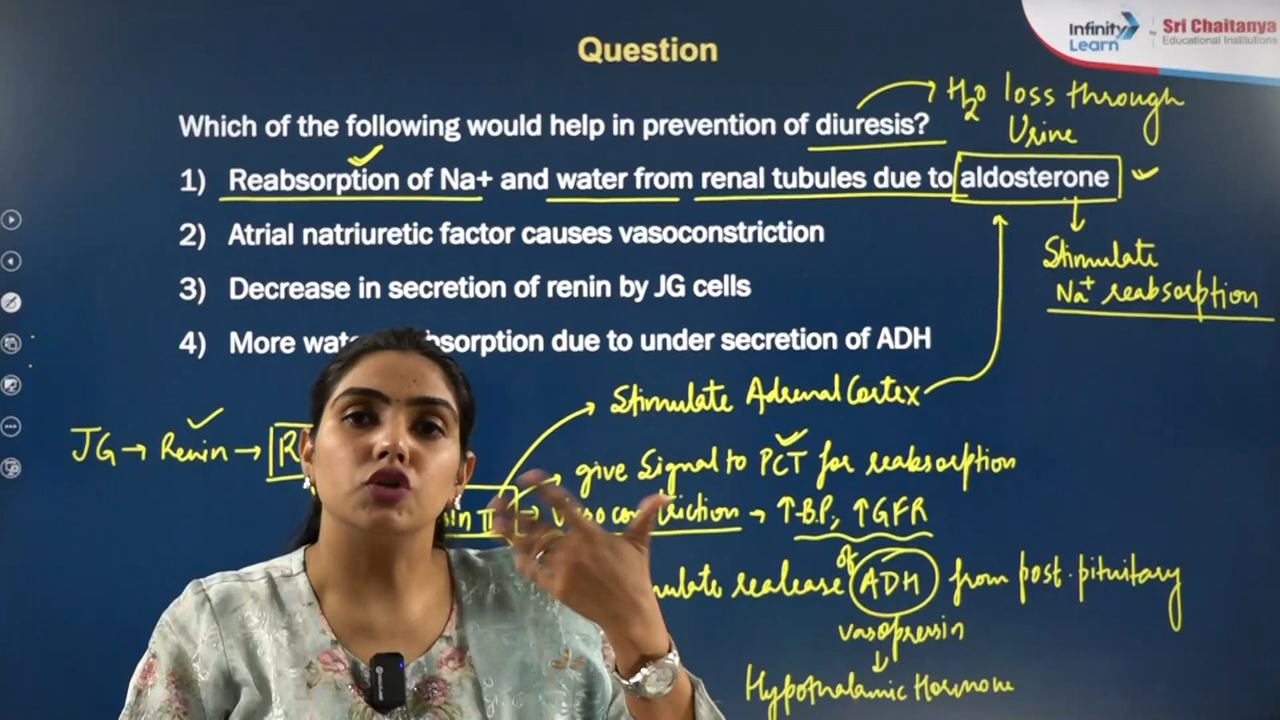 Infinity Learn by Sri Chaitanya Educational Institutions
Question
H2O loss through Urine
Which of the following would help in prevention of diuresis?
1) Reabsorption of Na+ and water from renal tubules due to aldosterone
Stimulate
Na+ reabsorption
2) Atrial natriuretic factor causes vasoconstriction
3) Decrease in secretion of renin by JG cells
4) More due to under secretion of ADH
Stimulate Adrenal Cortex
JG → Renin → R
give Signal to PCT for reabsorption
→ ↑B.P, ↑GFR
realease of ADH from post. pituitary
vasopressin
↓
Hypothalamic Hormone